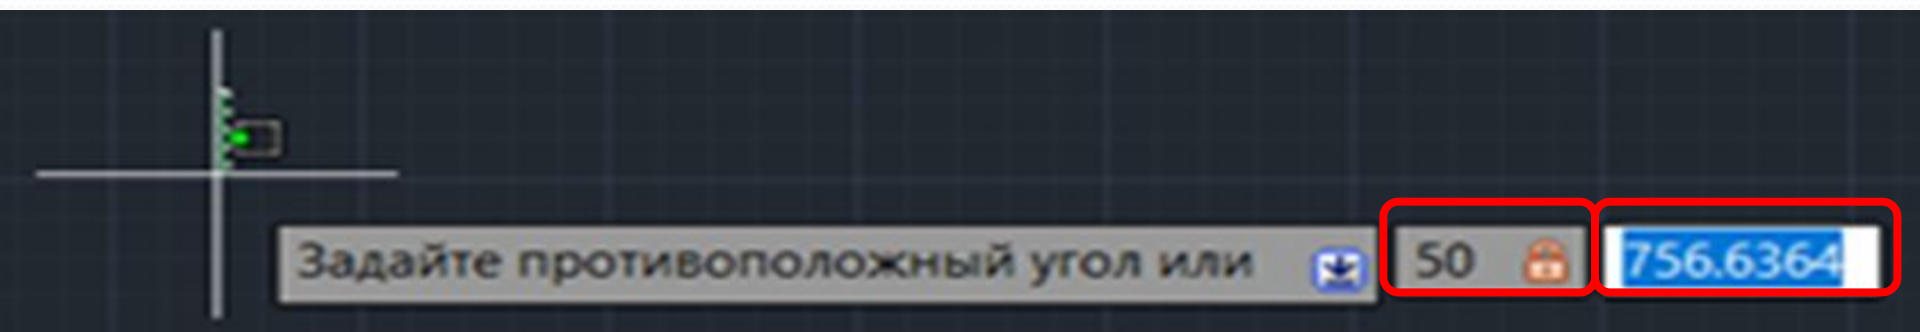 Задайте противоположный угол или 50 756.6364